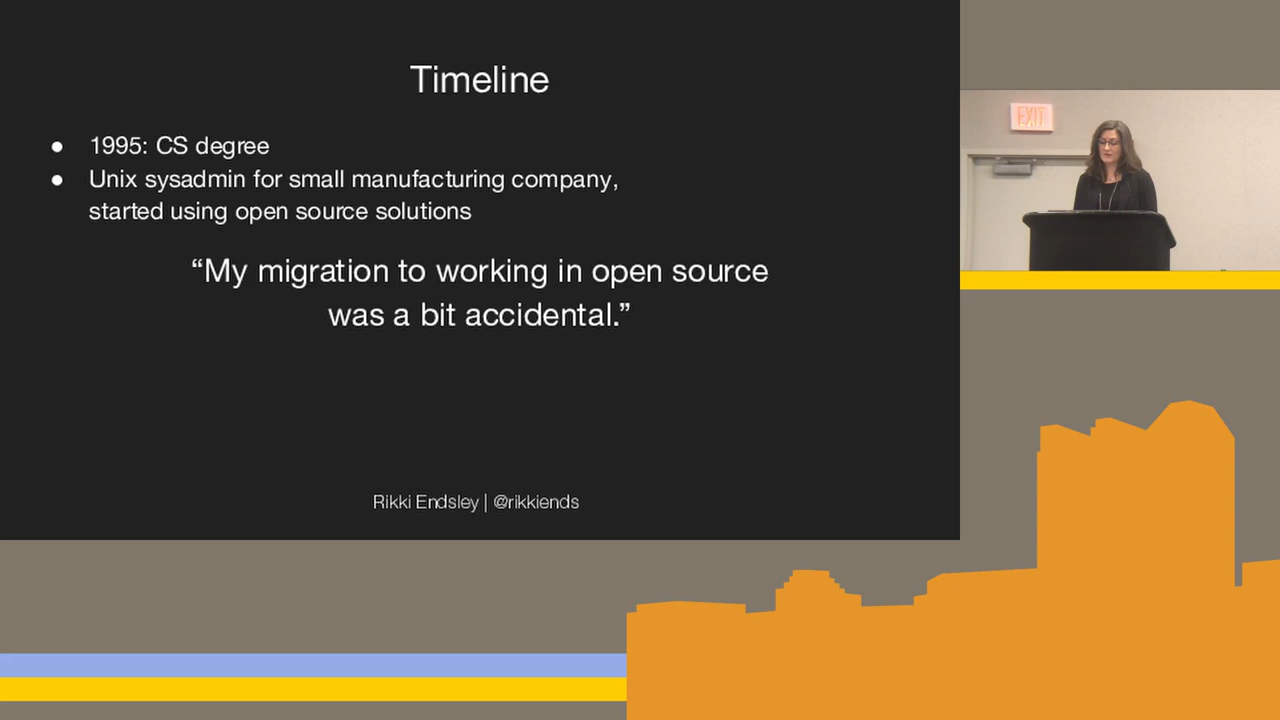 Timeline
● 1995: CS degree
● Unix sysadmin for small manufacturing company,
started using open source solutions
“My migration to working in open source
was a bit accidental.”
Rikki Endsley | @rikkiends
EXIT